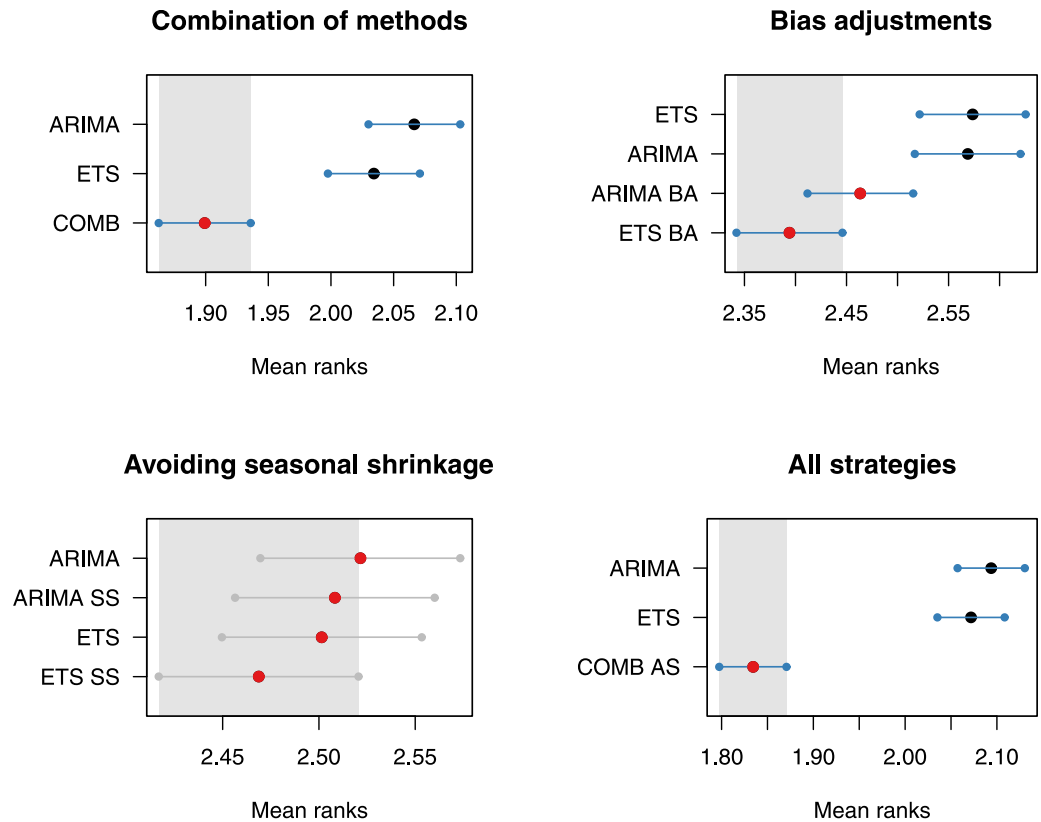 Combination of methods
ARIMA
ETS
COMB
1.90 1.95 2.00 2.05 2.10
Mean ranks
Bias adjustments
ETS
ARIMA
ARIMA BA
ETS BA
2.35 2.45 2.55
Mean ranks
Avoiding seasonal shrinkage
ARIMA
ARIMA SS
ETS
ETS SS
2.45 2.50 2.55
Mean ranks
All strategies
ARIMA
ETS
COMB AS
1.80 1.90 2.00 2.10
Mean ranks